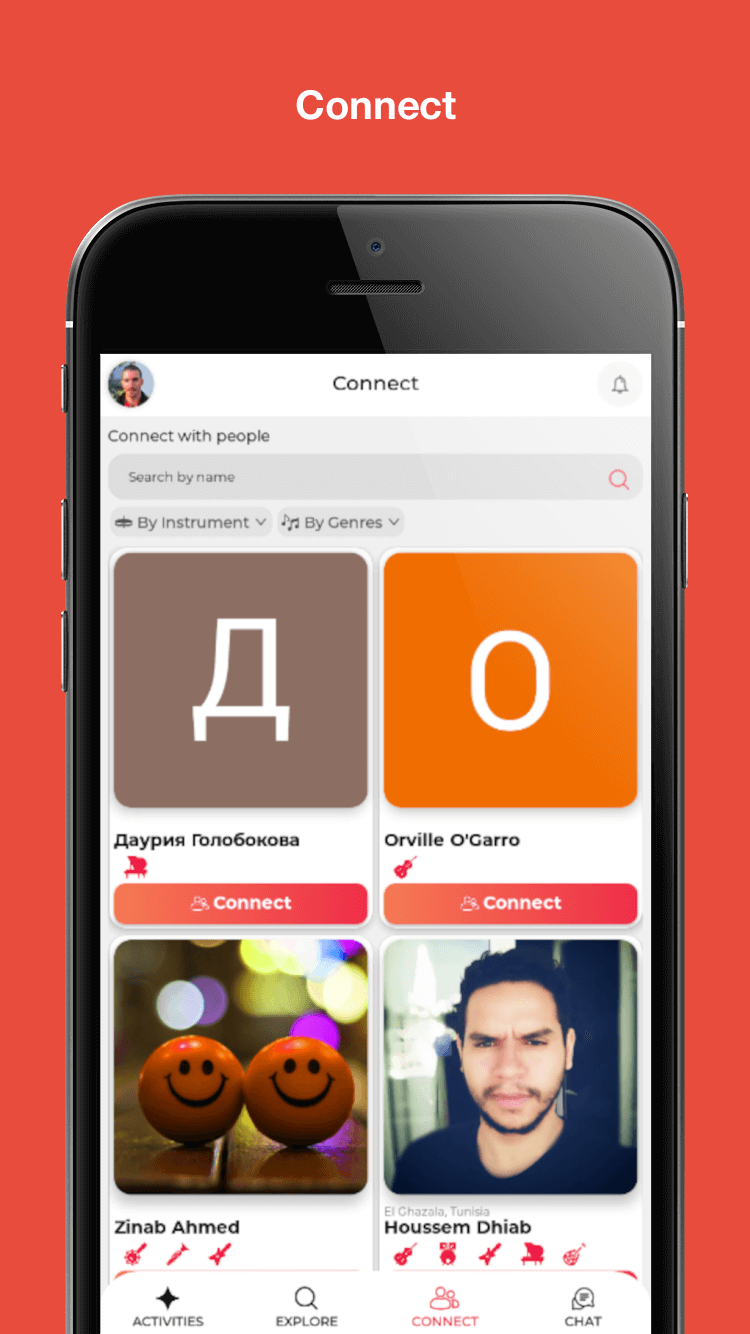 Connect
Connect
Connect with people
Search by name
By Instrument By Genres
Д O
Даурия Голобокова Orville O'Garro
Connect Connect
El Ghazala, Tunisia
Zinab Ahmed Houssem Dhiab
ACTIVITIES EXPLORE CONNECT CHAT